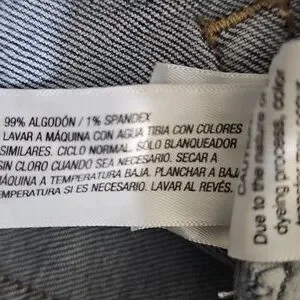 99% ALGODÓN / 1% SPANDEX
LAVAR A MÁQUINA CON AGUA TIBIA CON COLORES
SIMILARES. CICLO NORMAL. SÓLO BLANQUEADOR
SIN CLORO CUANDO SEA NECESARIO. SECAR A
MÁQUINA A TEMPERATURA BAJA. PLANCHAR A BAJA
TEMPERATURA SI ES NECESARIO. LAVAR AL REVÉS.
Due to the nature
dyeing process, color